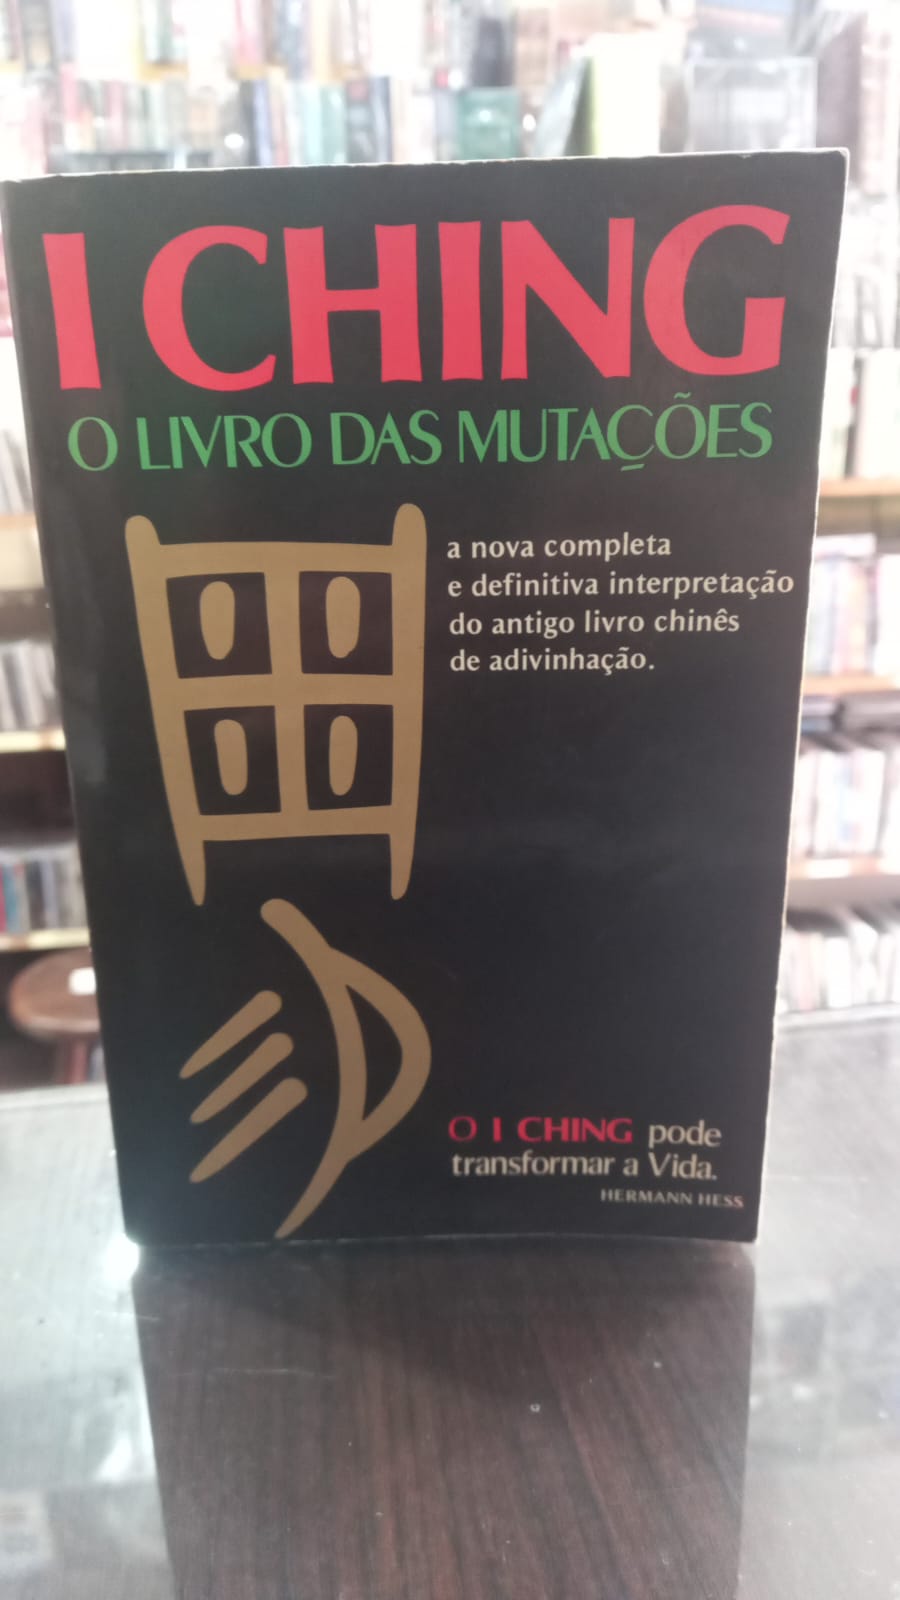 I CHING
O LIVRO DAS MUTAÇÕES
a nova completa
e definitiva interpretação
do antigo livro chinês
de adivinhação.
O I CHING pode
transformar a Vida.
HERMANN HESS